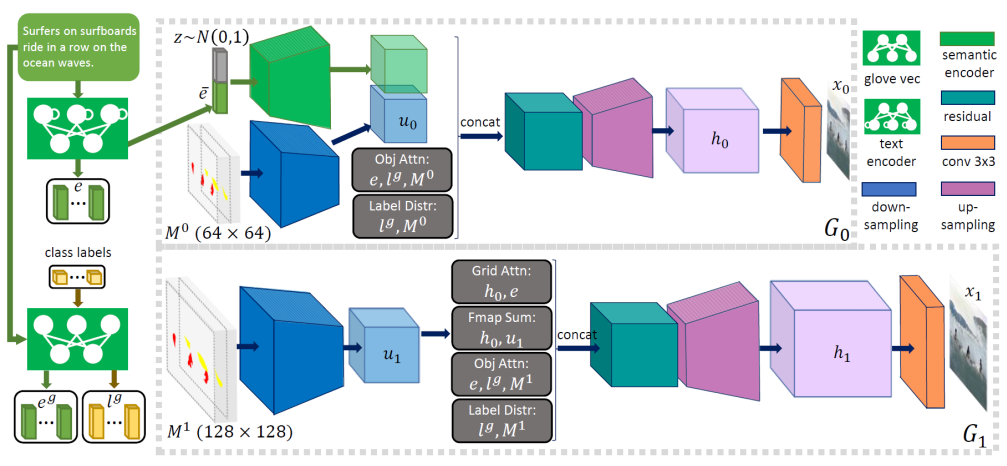 Surfers on surfboards
ride in a row on the
ocean waves.
e
...
class labels
...
e^g
...
l^g
...
z~N(0,1)
ē
M^0 (64 × 64)
u_0
Obj Attn:
e, l^g, M^0
Label Distr:
l^g, M^0
concat
h_0
x_0
G_0
M^1 (128 × 128)
u_1
Grid Attn:
h_0, e
Fmap Sum:
h_0, u_1
Obj Attn:
e, l^g, M^1
Label Distr:
l^g, M^1
concat
h_1
x_1
G_1
glove vec
text
encoder
down-
sampling
semantic
encoder
residual
conv 3x3
up-
sampling